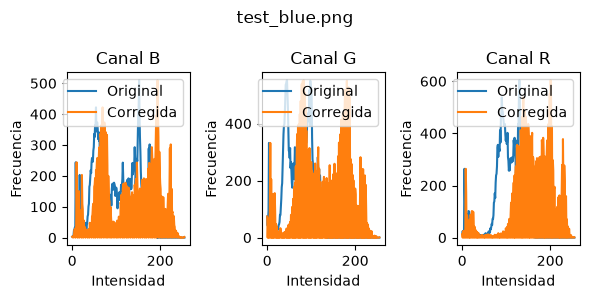 test_blue.png
Canal B
Canal G
Canal R
Frecuencia
500
400
300
200
100
0
Original
Corregida
0
200
Intensidad
Frecuencia
400
200
0
Original
Corregida
0
200
Intensidad
Frecuencia
600
400
200
0
Original
Corregida
0
200
Intensidad